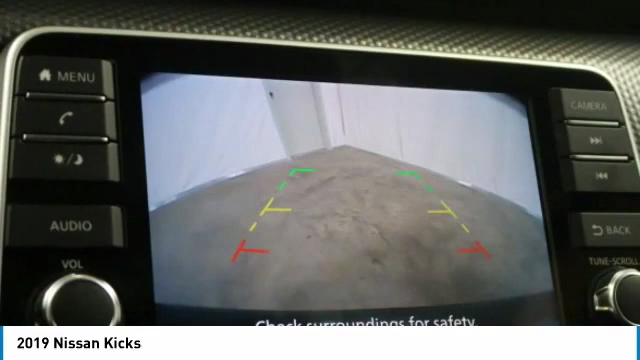 MENU
CAMERA
AUDIO
BACK
VOL
TUNE-SCROLL
Check surroundings for safety.
2019 Nissan Kicks